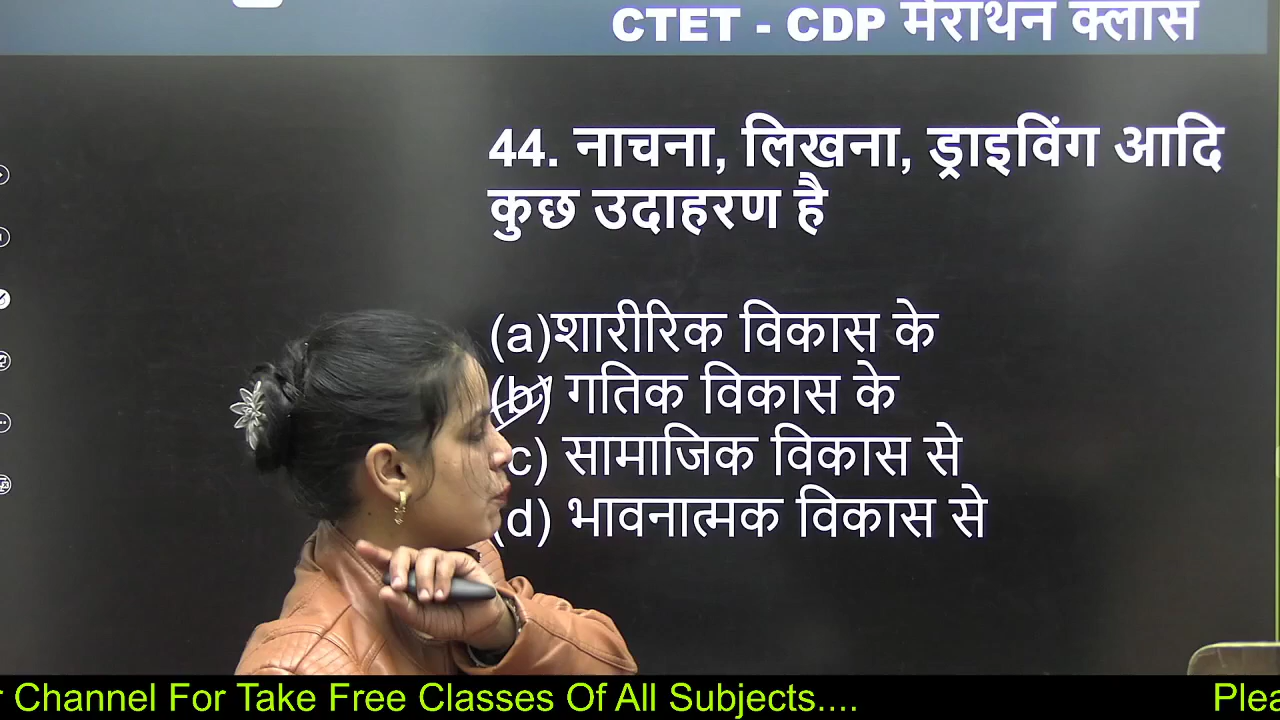 CTET - CDP मैराथन क्लास
44. नाचना, लिखना, ड्राइविंग आदि
कुछ उदाहरण है
(a)शारीरिक विकास के
(b) गतिक विकास के
(c) सामाजिक विकास से
(d) भावनात्मक विकास से
Channel For Take Free Classes Of All Subjects....